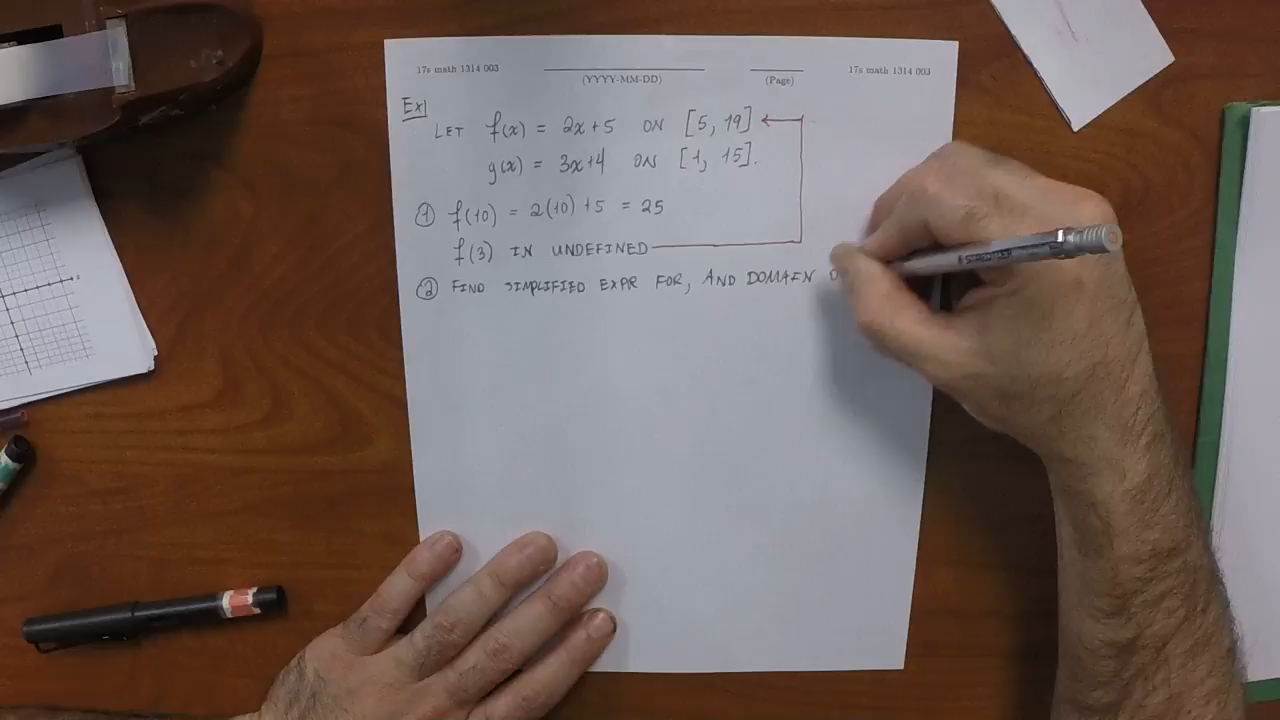 17s math 1314 003
(YYYY-MM-DD)
(Page)
17s math 1314 003
Ex1
LET f(x) = 2x+5 ON [5, 19]
g(x) = 3x+4 ON [1, 15].
① f(10) = 2(10) + 5 = 25
f(3) IN UNDEFINED
② FIND SIMPLIFIED EXPR FOR, AND DOMAIN